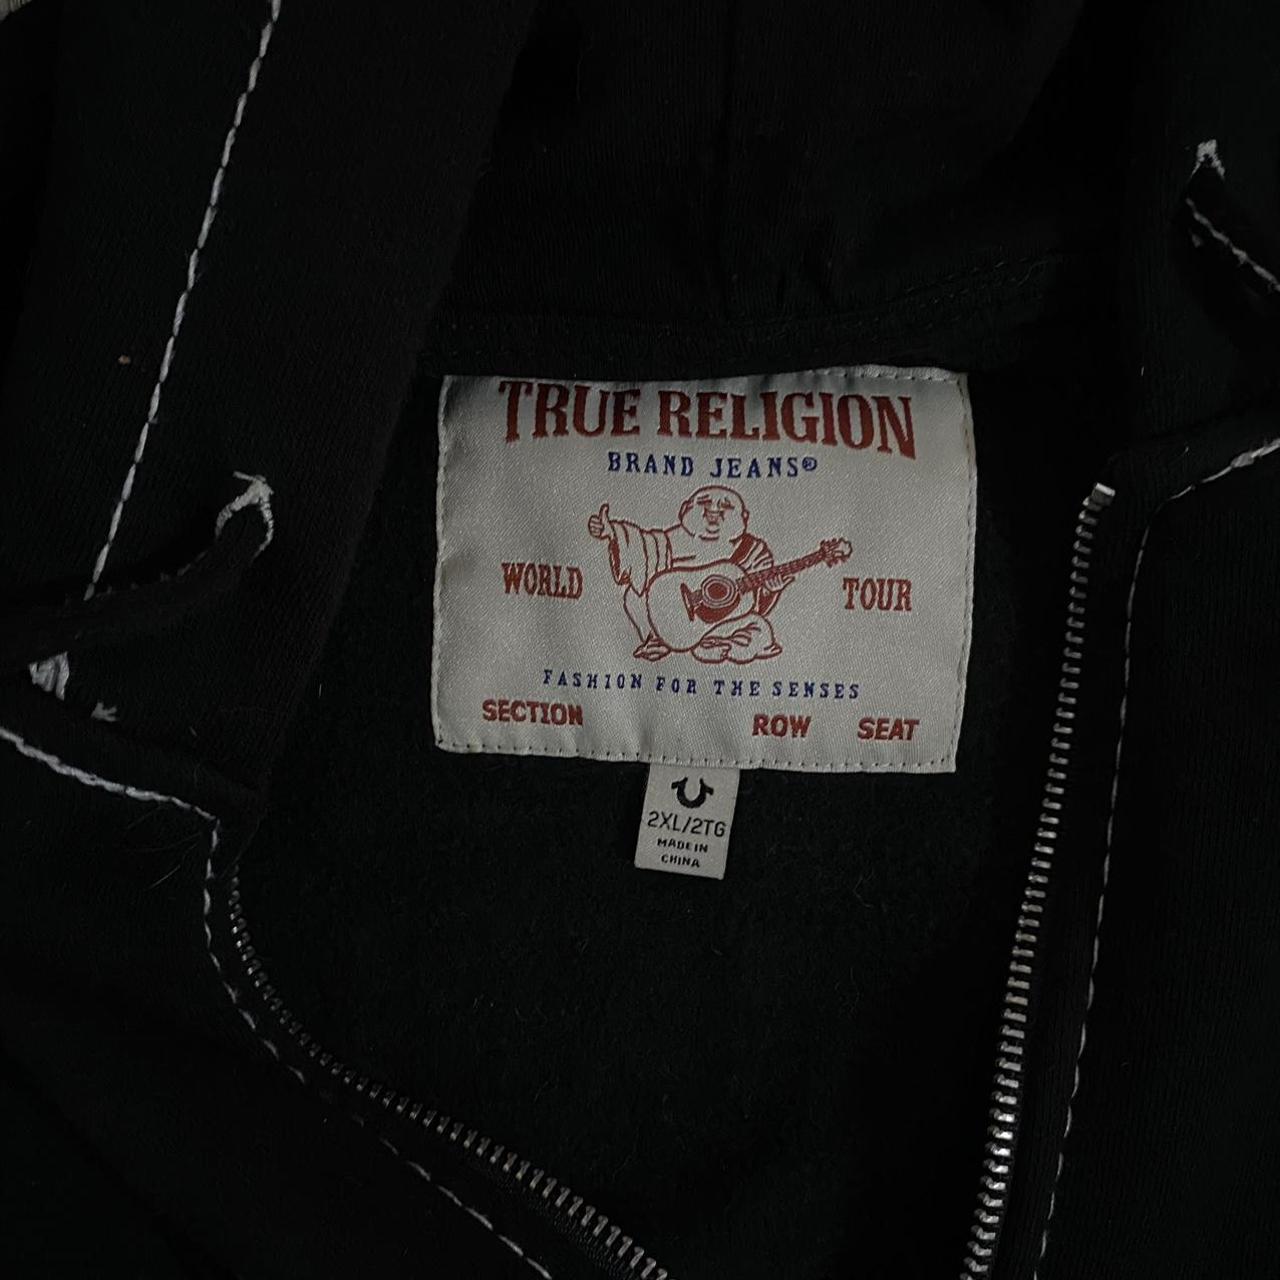 TRUE RELIGION
BRAND JEANS®
WORLD TOUR
FASHION FOR THE SENSES
SECTION ROW SEAT
2XL/2TG
MADE IN
CHINA